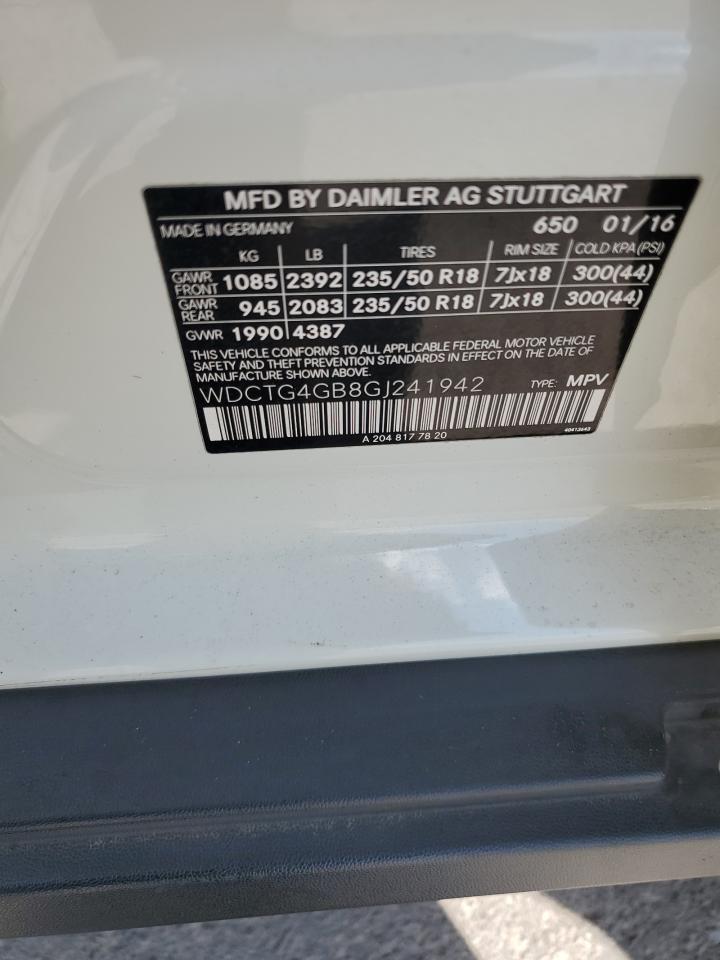 MFD BY DAIMLER AG STUTTGART
MADE IN GERMANY 650 01/16
KG LB TIRES RIM SIZE COLD KPA (PSI)
GAWR FRONT 1085 2392 235/50 R18 7Jx18 300(44)
GAWR REAR 945 2083 235/50 R18 7Jx18 300(44)
GVWR 1990 4387
THIS VEHICLE CONFORMS TO ALL APPLICABLE FEDERAL MOTOR VEHICLE
SAFETY AND THEFT PREVENTION STANDARDS IN EFFECT ON THE DATE OF
MANUFACTURE SHOWN ABOVE.
WDCTG4GB8GJ241942 TYPE: MPV
A 204 817 78 20 40413643